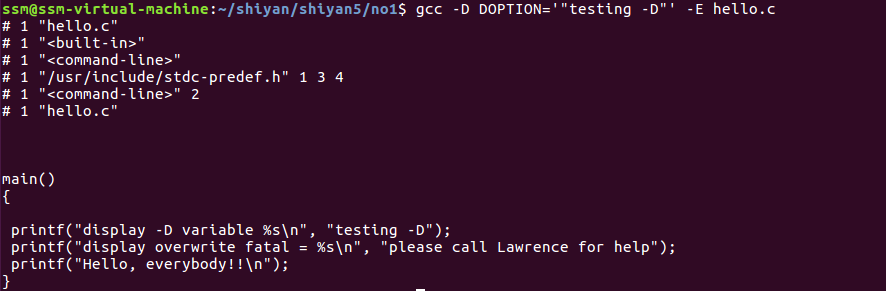 ssm@ssm-virtual-machine:~/shiyan/shiyan5/no1$ gcc -D DOPTION='"testing -D"' -E hello.c
# 1 "hello.c"
# 1 "<built-in>"
# 1 "<command-line>"
# 1 "/usr/include/stdc-predef.h" 1 3 4
# 1 "<command-line>" 2
# 1 "hello.c"
main()
{
printf("display -D variable %s\n", "testing -D");
printf("display overwrite fatal = %s\n", "please call Lawrence for help");
printf("Hello, everybody!!\n");
}